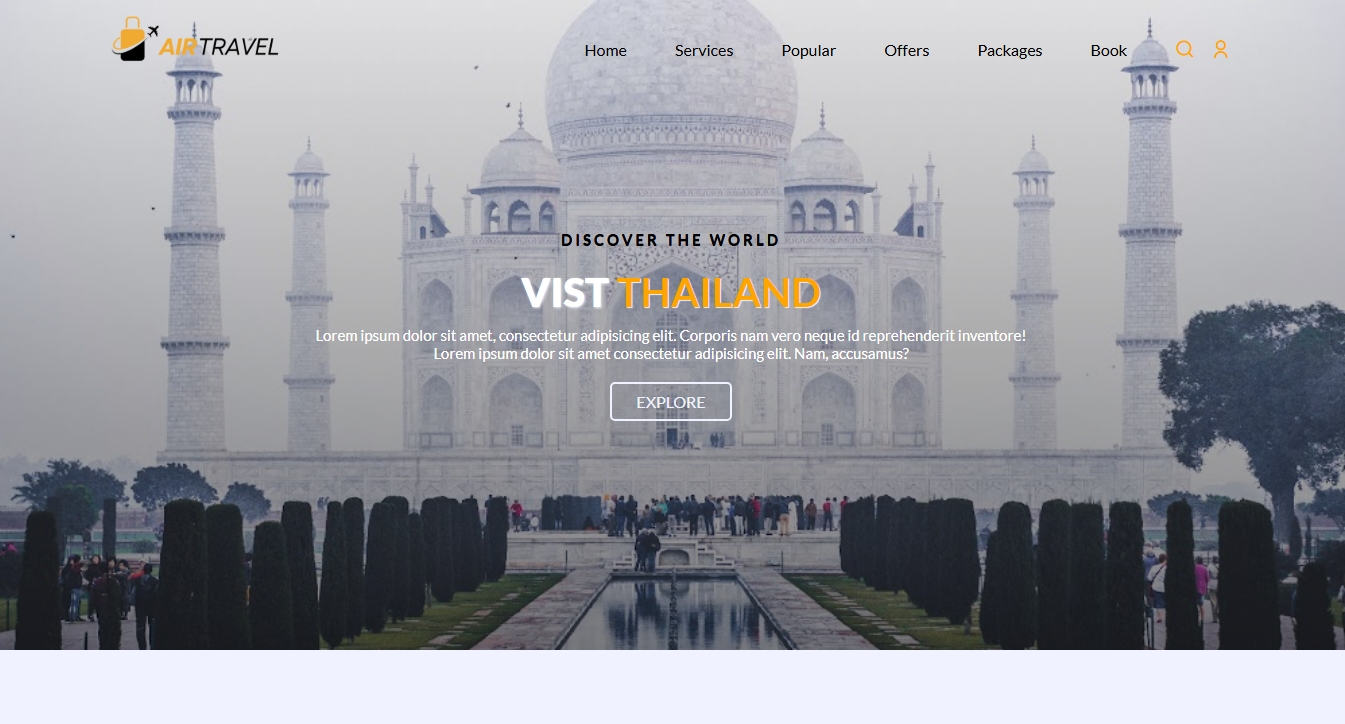 AIRTRAVEL
Home Services Popular Offers Packages Book
DISCOVER THE WORLD
VIST THAILAND
Lorem ipsum dolor sit amet, consectetur adipisicing elit. Corporis nam vero neque id reprehenderit inventore!
Lorem ipsum dolor sit amet consectetur adipisicing elit. Nam, accusamus?
EXPLORE